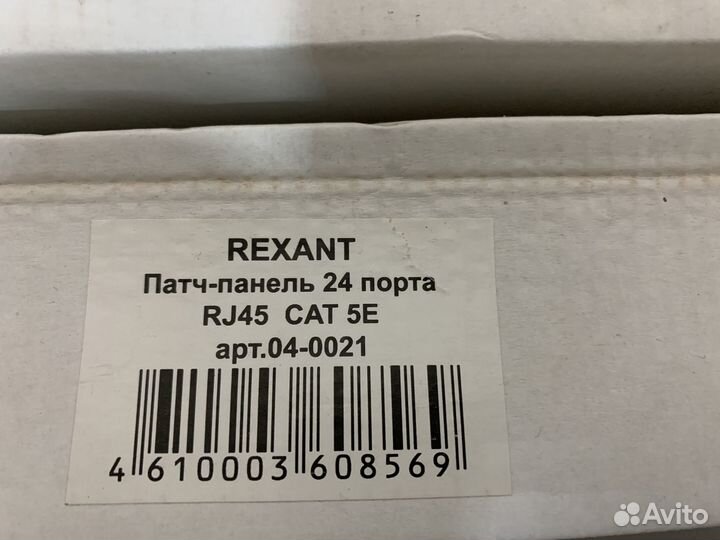 REXANT
Патч-панель 24 порта
RJ45 CAT 5E
арт.04-0021
4 610003 608569
Avito